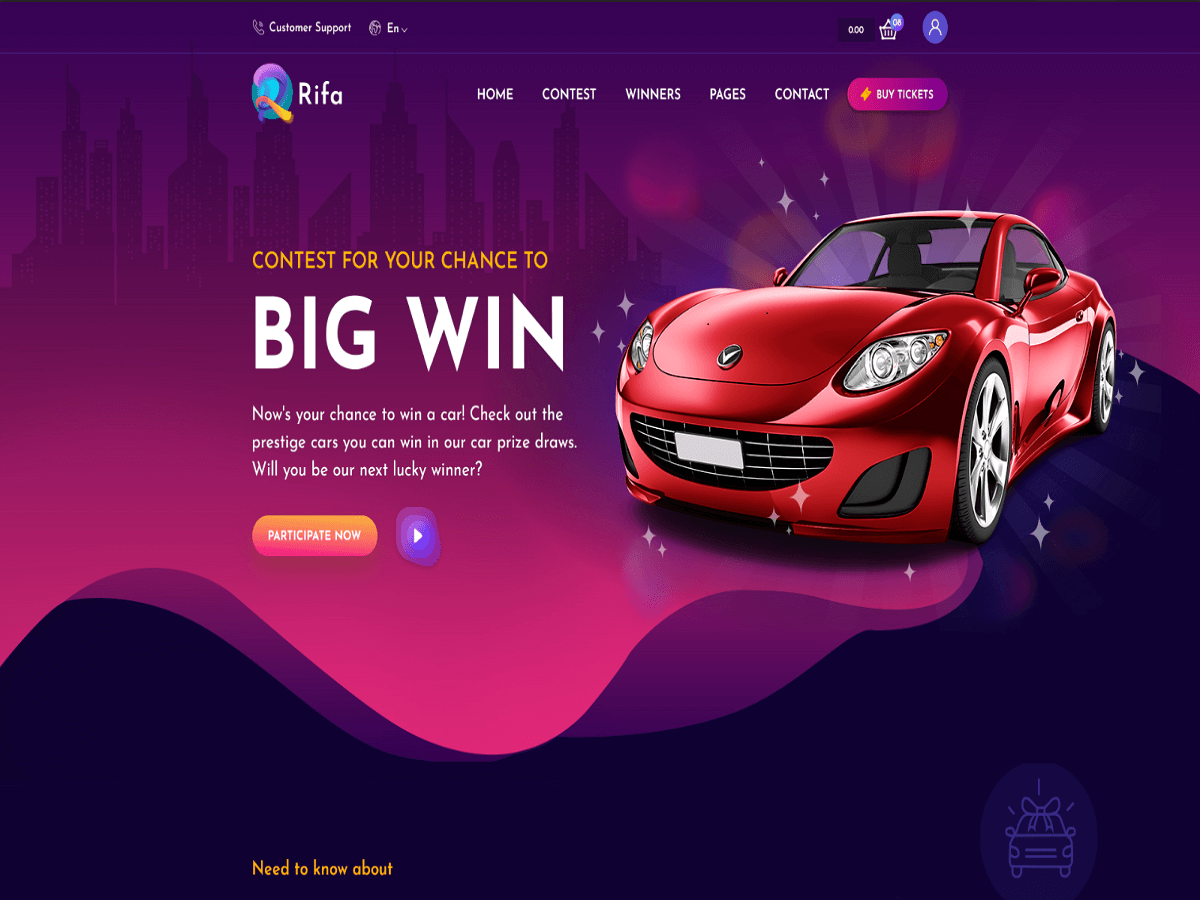 Customer Support
En
0.00
08
Rifa
HOME
CONTEST
WINNERS
PAGES
CONTACT
BUY TICKETS
CONTEST FOR YOUR CHANCE TO
BIG WIN
Now's your chance to win a car! Check out the
prestige cars you can win in our car prize draws.
Will you be our next lucky winner?
PARTICIPATE NOW
Need to know about